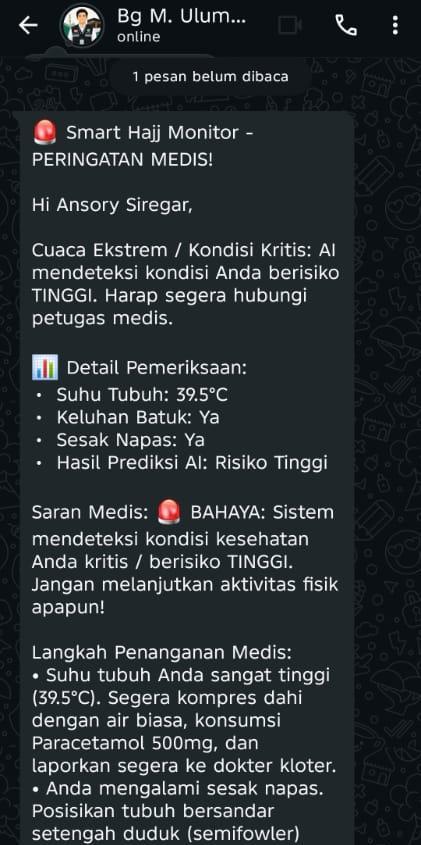 Bg M. Ulum...
online
1 pesan belum dibaca
🚨 Smart Hajj Monitor -
PERINGATAN MEDIS!
Hi Ansory Siregar,
Cuaca Ekstrem / Kondisi Kritis: AI
mendeteksi kondisi Anda berisiko
TINGGI. Harap segera hubungi
petugas medis.
📊 Detail Pemeriksaan:
• Suhu Tubuh: 39.5°C
• Keluhan Batuk: Ya
• Sesak Napas: Ya
• Hasil Prediksi AI: Risiko Tinggi
Saran Medis: 🚨 BAHAYA: Sistem
mendeteksi kondisi kesehatan
Anda kritis / berisiko TINGGI.
Jangan melanjutkan aktivitas fisik
apapun!
Langkah Penanganan Medis:
• Suhu tubuh Anda sangat tinggi
(39.5°C). Segera kompres dahi
dengan air biasa, konsumsi
Paracetamol 500mg, dan
laporkan segera ke dokter kloter.
• Anda mengalami sesak napas.
Posisikan tubuh bersandar
setengah duduk (semifowler)